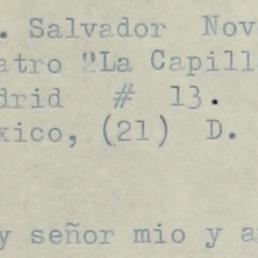 . Salvador Nov
atro "La Capill
drid # 13.
xico, (21) D.
y señor mio y a